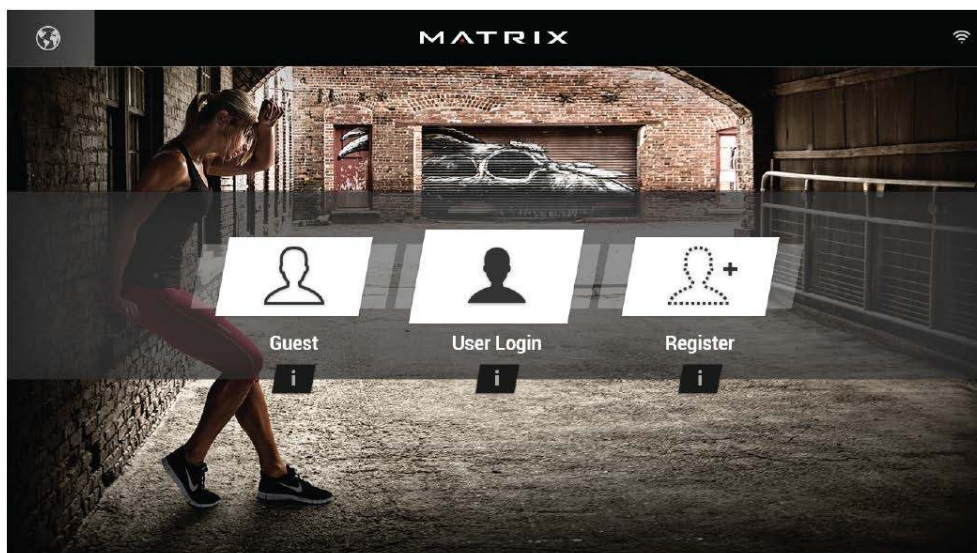 MATRIX
Guest
User Login
Register
i
i
i